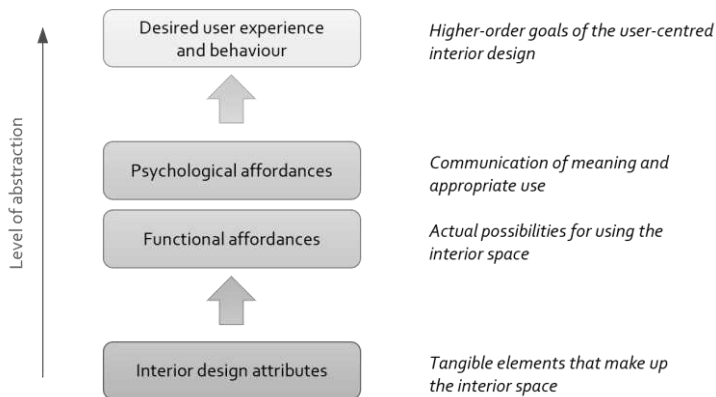 Desired user experience
and behaviour
Higher-order goals of the user-centred
interior design
Level of abstraction
Psychological affordances
Communication of meaning and
appropriate use
Functional affordances
Actual possibilities for using the
interior space
Interior design attributes
Tangible elements that make up
the interior space